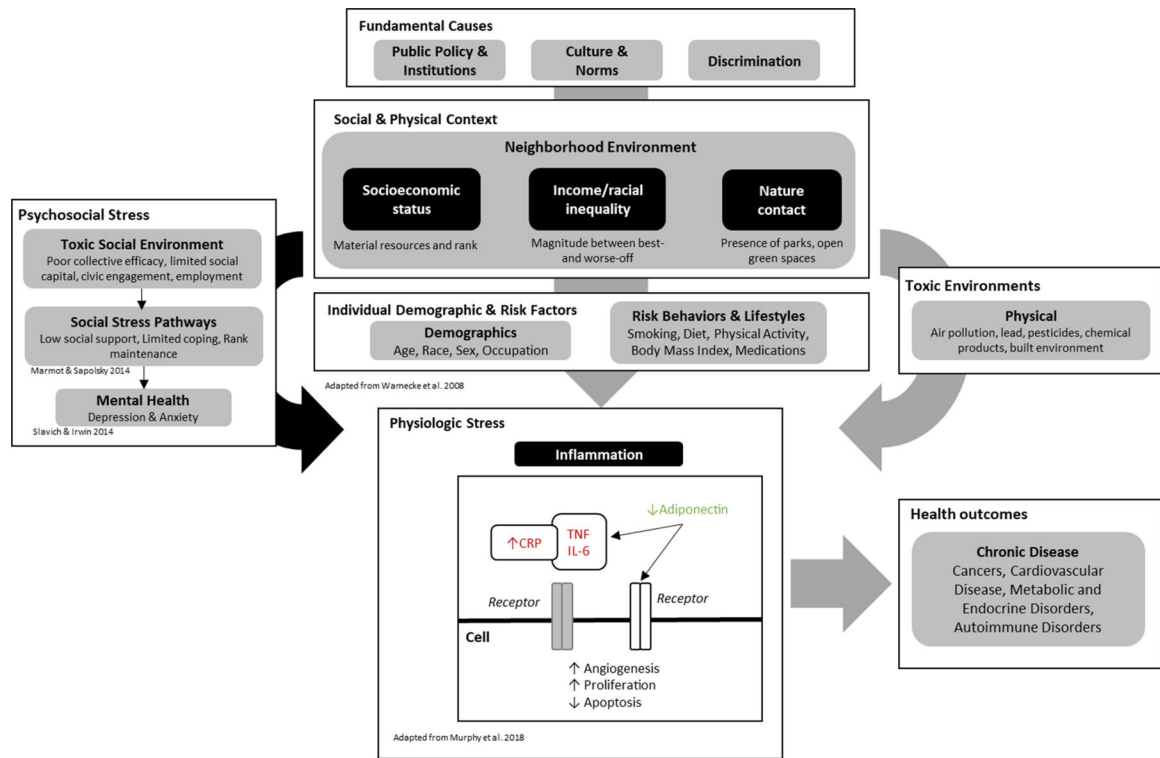 Fundamental Causes
Public Policy &
Institutions
Culture &
Norms
Discrimination
Social & Physical Context
Neighborhood Environment
Socioeconomic
status
Material resources and rank
Income/racial
inequality
Magnitude between best-
and worse-off
Nature
contact
Presence of parks, open
green spaces
Psychosocial Stress
Toxic Social Environment
Poor collective efficacy, limited social
capital, civic engagement, employment
Social Stress Pathways
Low social support, Limited coping, Rank
maintenance
Marmot & Sapolsky 2014
Mental Health
Depression & Anxiety
Slavich & Irwin 2014
Individual Demographic & Risk Factors
Demographics
Age, Race, Sex, Occupation
Risk Behaviors & Lifestyles
Smoking, Diet, Physical Activity,
Body Mass Index, Medications
Adapted from Warnecke et al. 2008
Toxic Environments
Physical
Air pollution, lead, pesticides, chemical
products, built environment
Physiologic Stress
Inflammation
↑CRP
TNF
IL-6
↓Adiponectin
Receptor
Receptor
Cell
↑ Angiogenesis
↑ Proliferation
↓ Apoptosis
Adapted from Murphy et al. 2018
Health outcomes
Chronic Disease
Cancers, Cardiovascular
Disease, Metabolic and
Endocrine Disorders,
Autoimmune Disorders